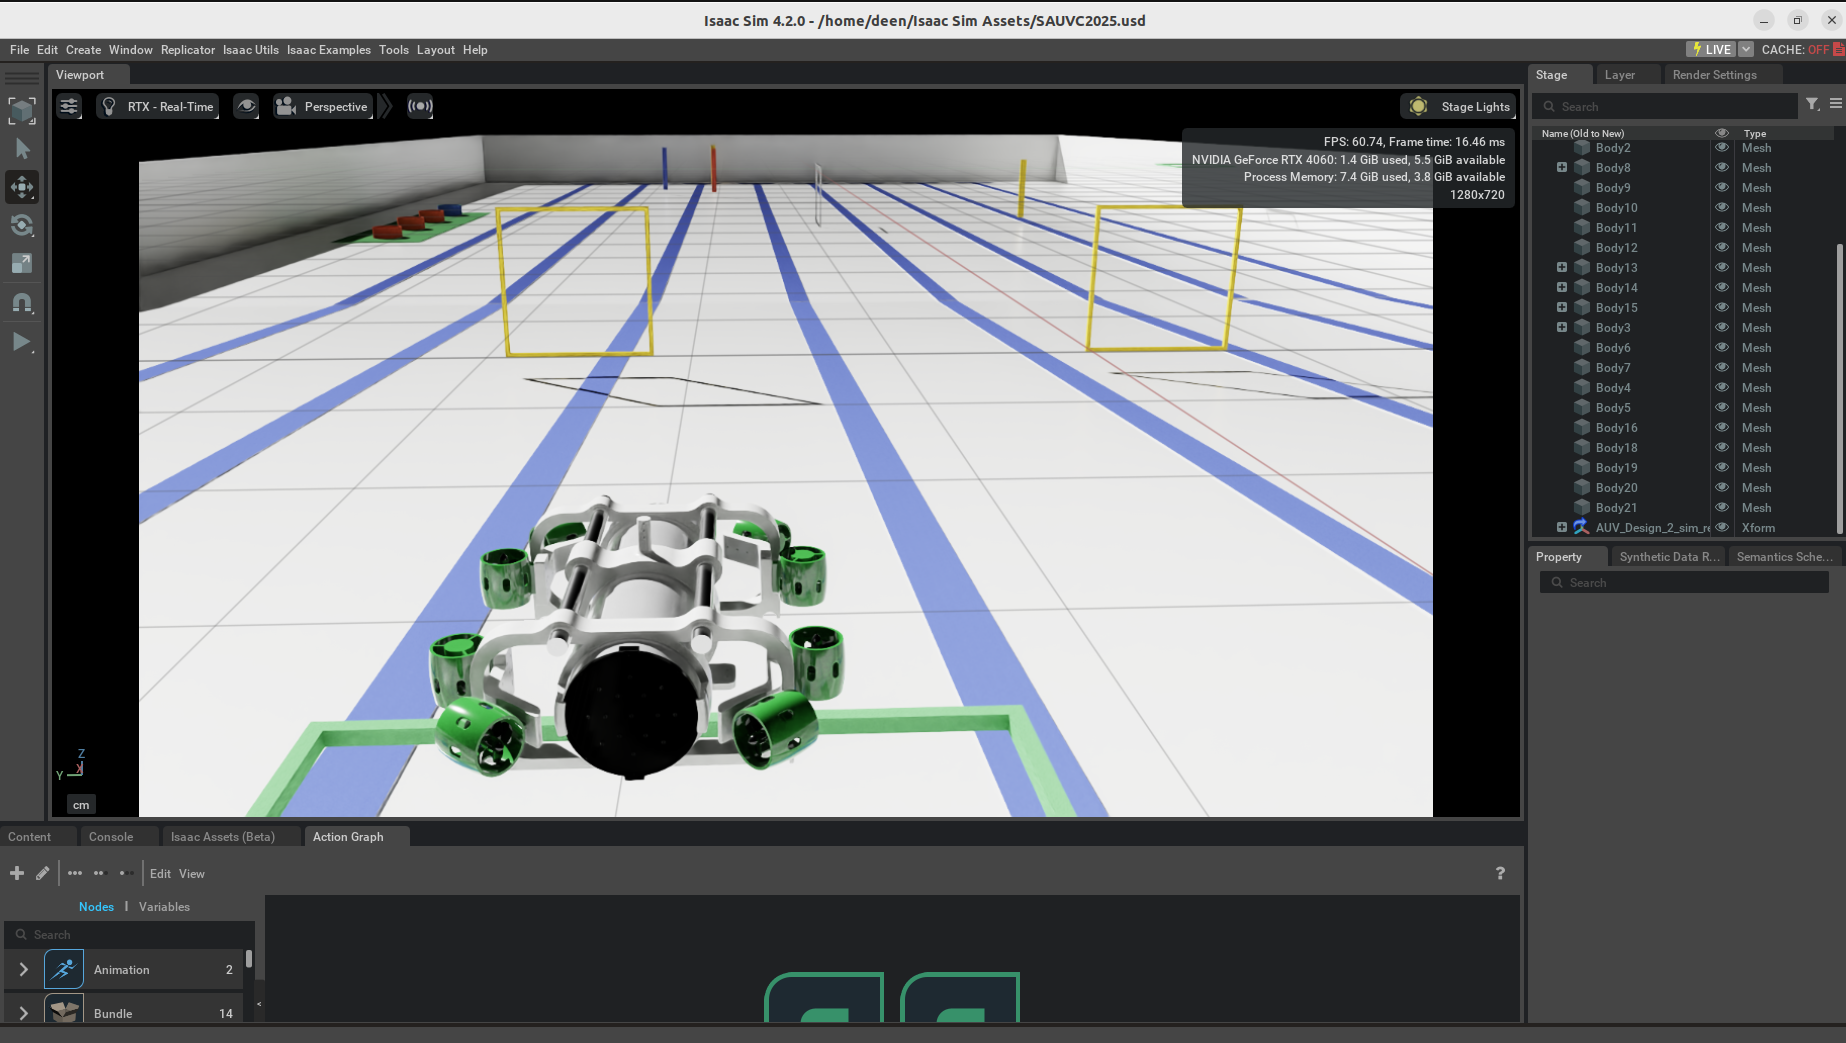 Isaac Sim 4.2.0 - /home/deen/Isaac Sim Assets/SAUVC2025.usd
File Edit Create Window Replicator Isaac Utils Isaac Examples Tools Layout Help
LIVE CACHE: OFF
Viewport
RTX - Real-Time
Perspective
Stage Lights
FPS: 60.74, Frame time: 16.46 ms
NVIDIA GeForce RTX 4060: 1.4 GiB used, 5.5 GiB available
Process Memory: 7.4 GiB used, 3.8 GiB available
1280x720
Z
Y X
cm
Stage Layer Render Settings
Search
Name (Old to New) Type
Body2 Mesh
Body8 Mesh
Body9 Mesh
Body10 Mesh
Body11 Mesh
Body12 Mesh
Body13 Mesh
Body14 Mesh
Body15 Mesh
Body3 Mesh
Body6 Mesh
Body7 Mesh
Body4 Mesh
Body5 Mesh
Body16 Mesh
Body18 Mesh
Body19 Mesh
Body20 Mesh
Body21 Mesh
AUV_Design_2_sim_re Xform
Property Synthetic Data R... Semantics Sche...
Search
Content Console Isaac Assets (Beta) Action Graph
Edit View ?
Nodes | Variables
Search
Animation 2
Bundle 14